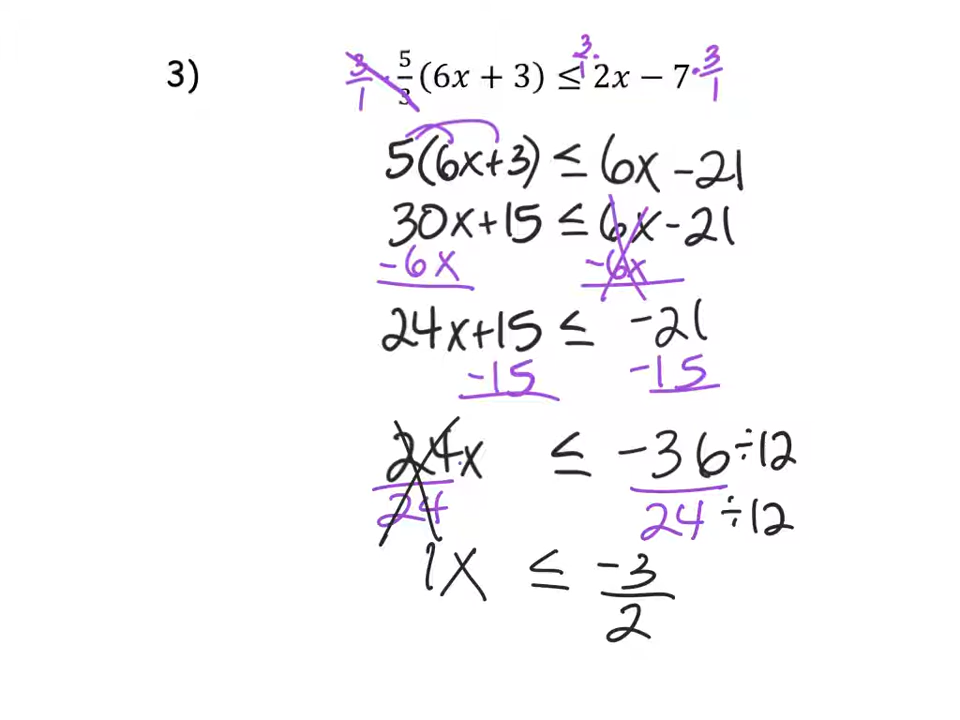 3) 3/1 · 5/3(6x + 3) ≤ 3/1 · 2x − 7 · 3/1
5(6x+3) ≤ 6x −21
30x+15 ≤ 6x −21
−6x −6x
24x+15 ≤ −21
−15 −15
24x ≤ −36 ÷12
24 24 ÷12
1x ≤ −3
2